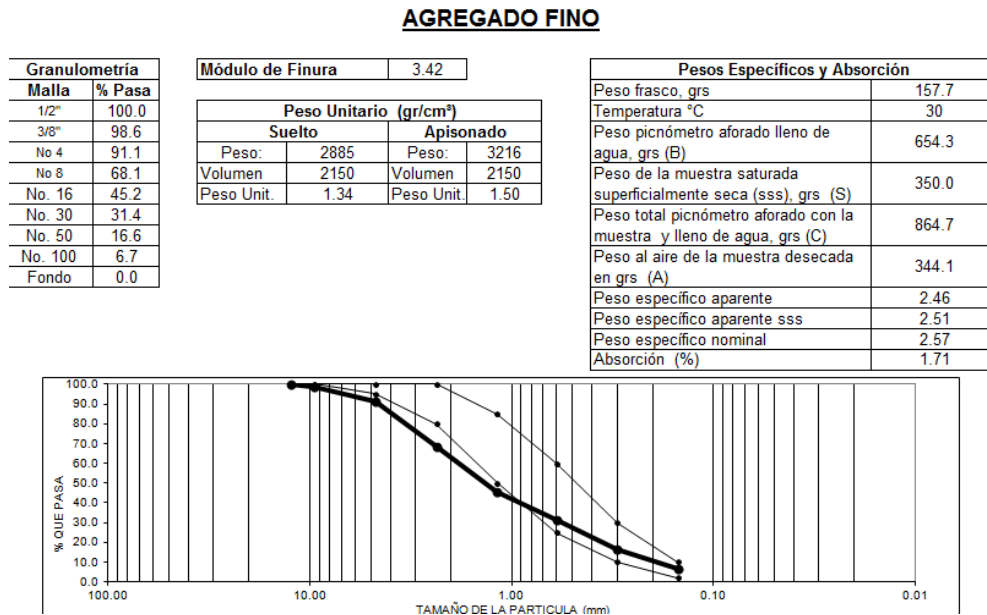 AGREGADO FINO
Granulometría
Malla % Pasa
1/2" 100.0
3/8" 98.6
No 4 91.1
No 8 68.1
No. 16 45.2
No. 30 31.4
No. 50 16.6
No. 100 6.7
Fondo 0.0
Módulo de Finura 3.42
Peso Unitario (gr/cm³)
Suelto Apisonado
Peso: 2885 Peso: 3216
Volumen 2150 Volumen 2150
Peso Unit. 1.34 Peso Unit. 1.50
Pesos Específicos y Absorción
Peso frasco, grs 157.7
Temperatura °C 30
Peso picnómetro aforado lleno de
agua, grs (B) 654.3
Peso de la muestra saturada
superficialmente seca (sss), grs (S) 350.0
Peso total picnómetro aforado con la
muestra y lleno de agua, grs (C) 864.7
Peso al aire de la muestra desecada
en grs (A) 344.1
Peso específico aparente 2.46
Peso específico aparente sss 2.51
Peso específico nominal 2.57
Absorción (%) 1.71
% QUE PASA
100.0
90.0
80.0
70.0
60.0
50.0
40.0
30.0
20.0
10.0
0.0
100.00 10.00 1.00 0.10 0.01
TAMAÑO DE LA PARTICULA (mm)